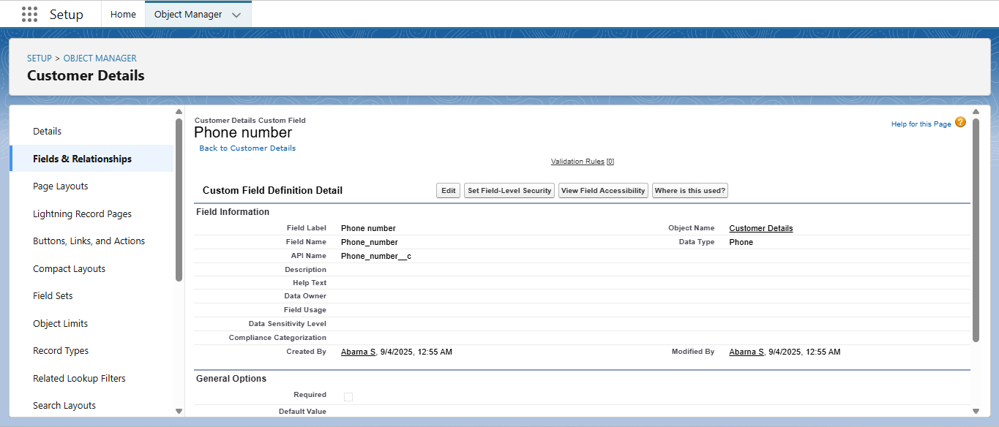 Setup Home Object Manager
SETUP > OBJECT MANAGER
Customer Details
Details
Fields & Relationships
Page Layouts
Lightning Record Pages
Buttons, Links, and Actions
Compact Layouts
Field Sets
Object Limits
Record Types
Related Lookup Filters
Search Layouts
Customer Details Custom Field
Phone number
Back to Customer Details
Help for this Page ?
Validation Rules [0]
Custom Field Definition Detail Edit Set Field-Level Security View Field Accessibility Where is this used?
Field Information
Field Label Phone number Object Name Customer Details
Field Name Phone_number Data Type Phone
API Name Phone_number__c
Description
Help Text
Data Owner
Field Usage
Data Sensitivity Level
Compliance Categorization
Created By Abarna S, 9/4/2025, 12:55 AM Modified By Abarna S, 9/4/2025, 12:55 AM
General Options
Required
Default Value